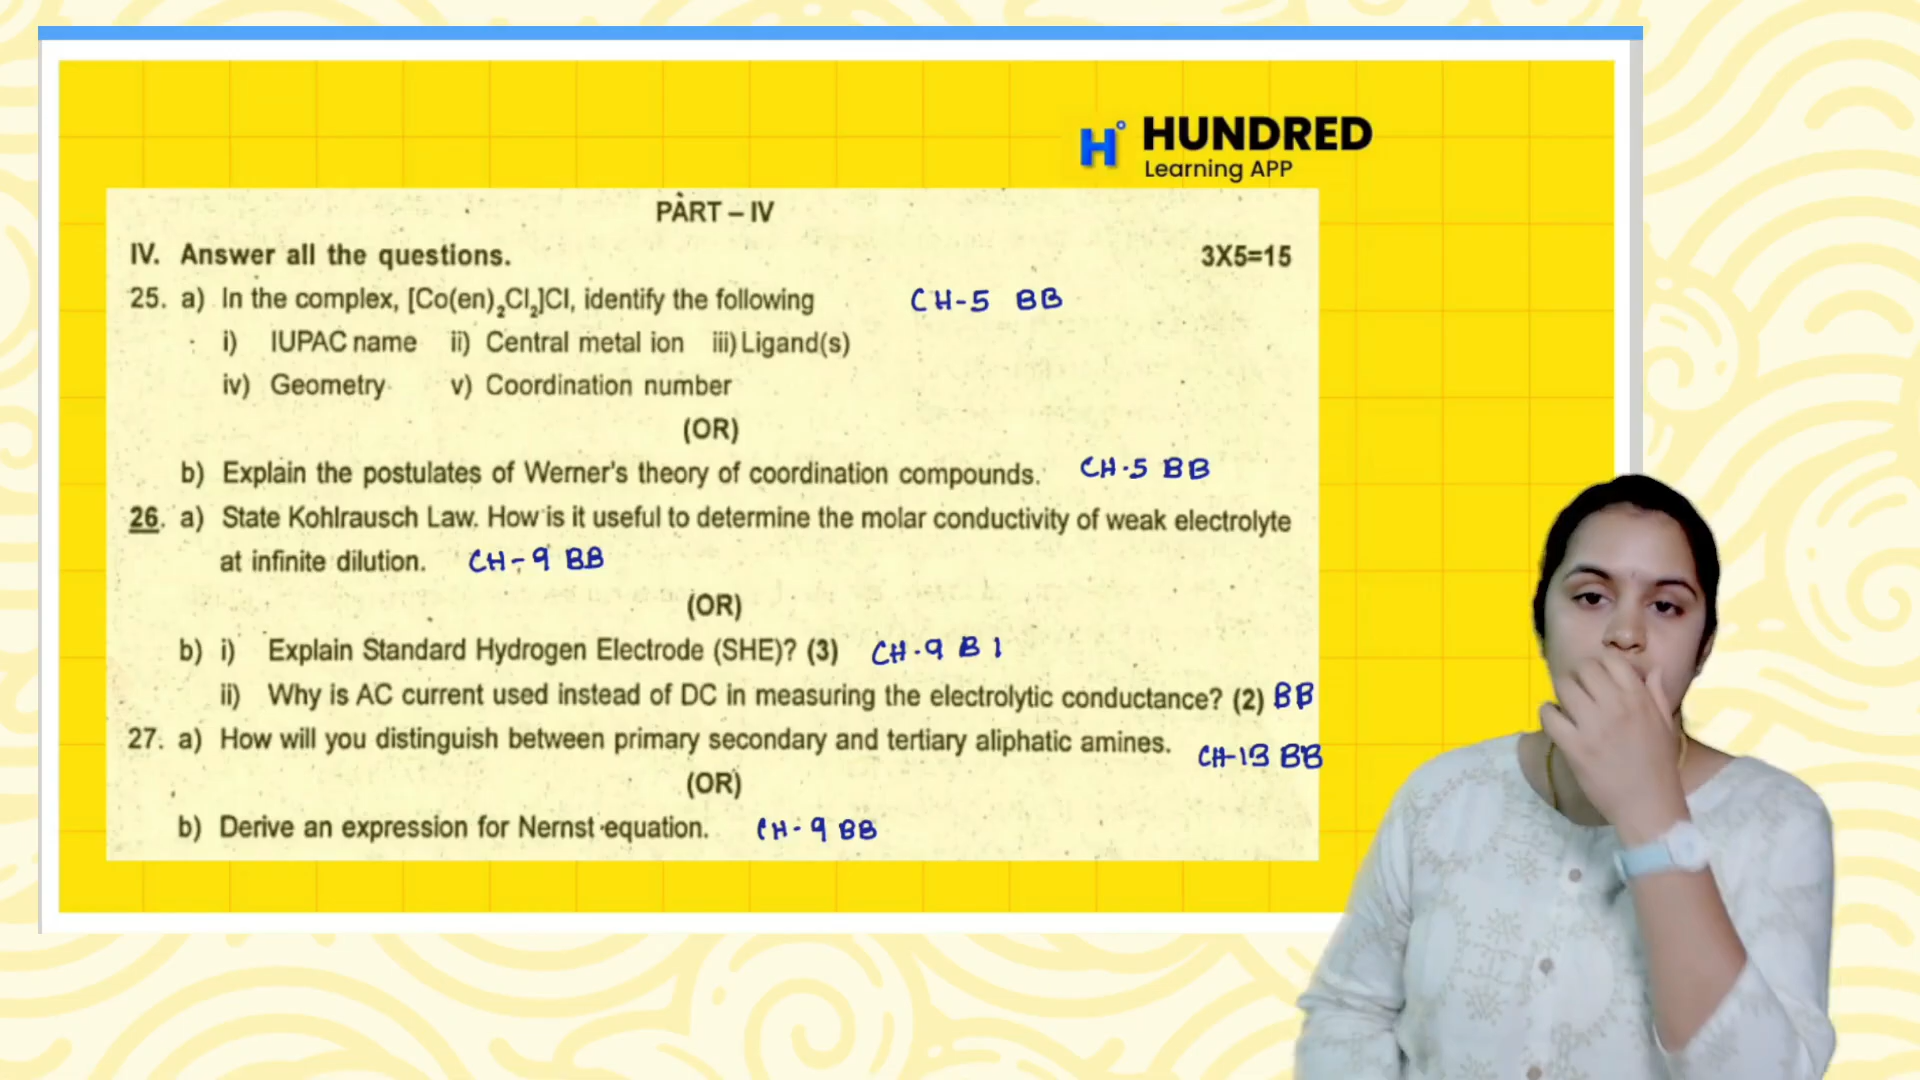 H° HUNDRED
Learning APP
PART – IV
IV. Answer all the questions. 3X5=15
25. a) In the complex, [Co(en)₂Cl₂]Cl, identify the following CH-5 BB
i) IUPAC name ii) Central metal ion iii) Ligand(s)
iv) Geometry v) Coordination number
(OR)
b) Explain the postulates of Werner's theory of coordination compounds. CH-5 BB
26. a) State Kohlrausch Law. How is it useful to determine the molar conductivity of weak electrolyte
at infinite dilution. CH-9 BB
(OR)
b) i) Explain Standard Hydrogen Electrode (SHE)? (3) CH-9 B1
ii) Why is AC current used instead of DC in measuring the electrolytic conductance? (2) BB
27. a) How will you distinguish between primary secondary and tertiary aliphatic amines. CH-13 BB
(OR)
b) Derive an expression for Nernst equation. CH-9 BB